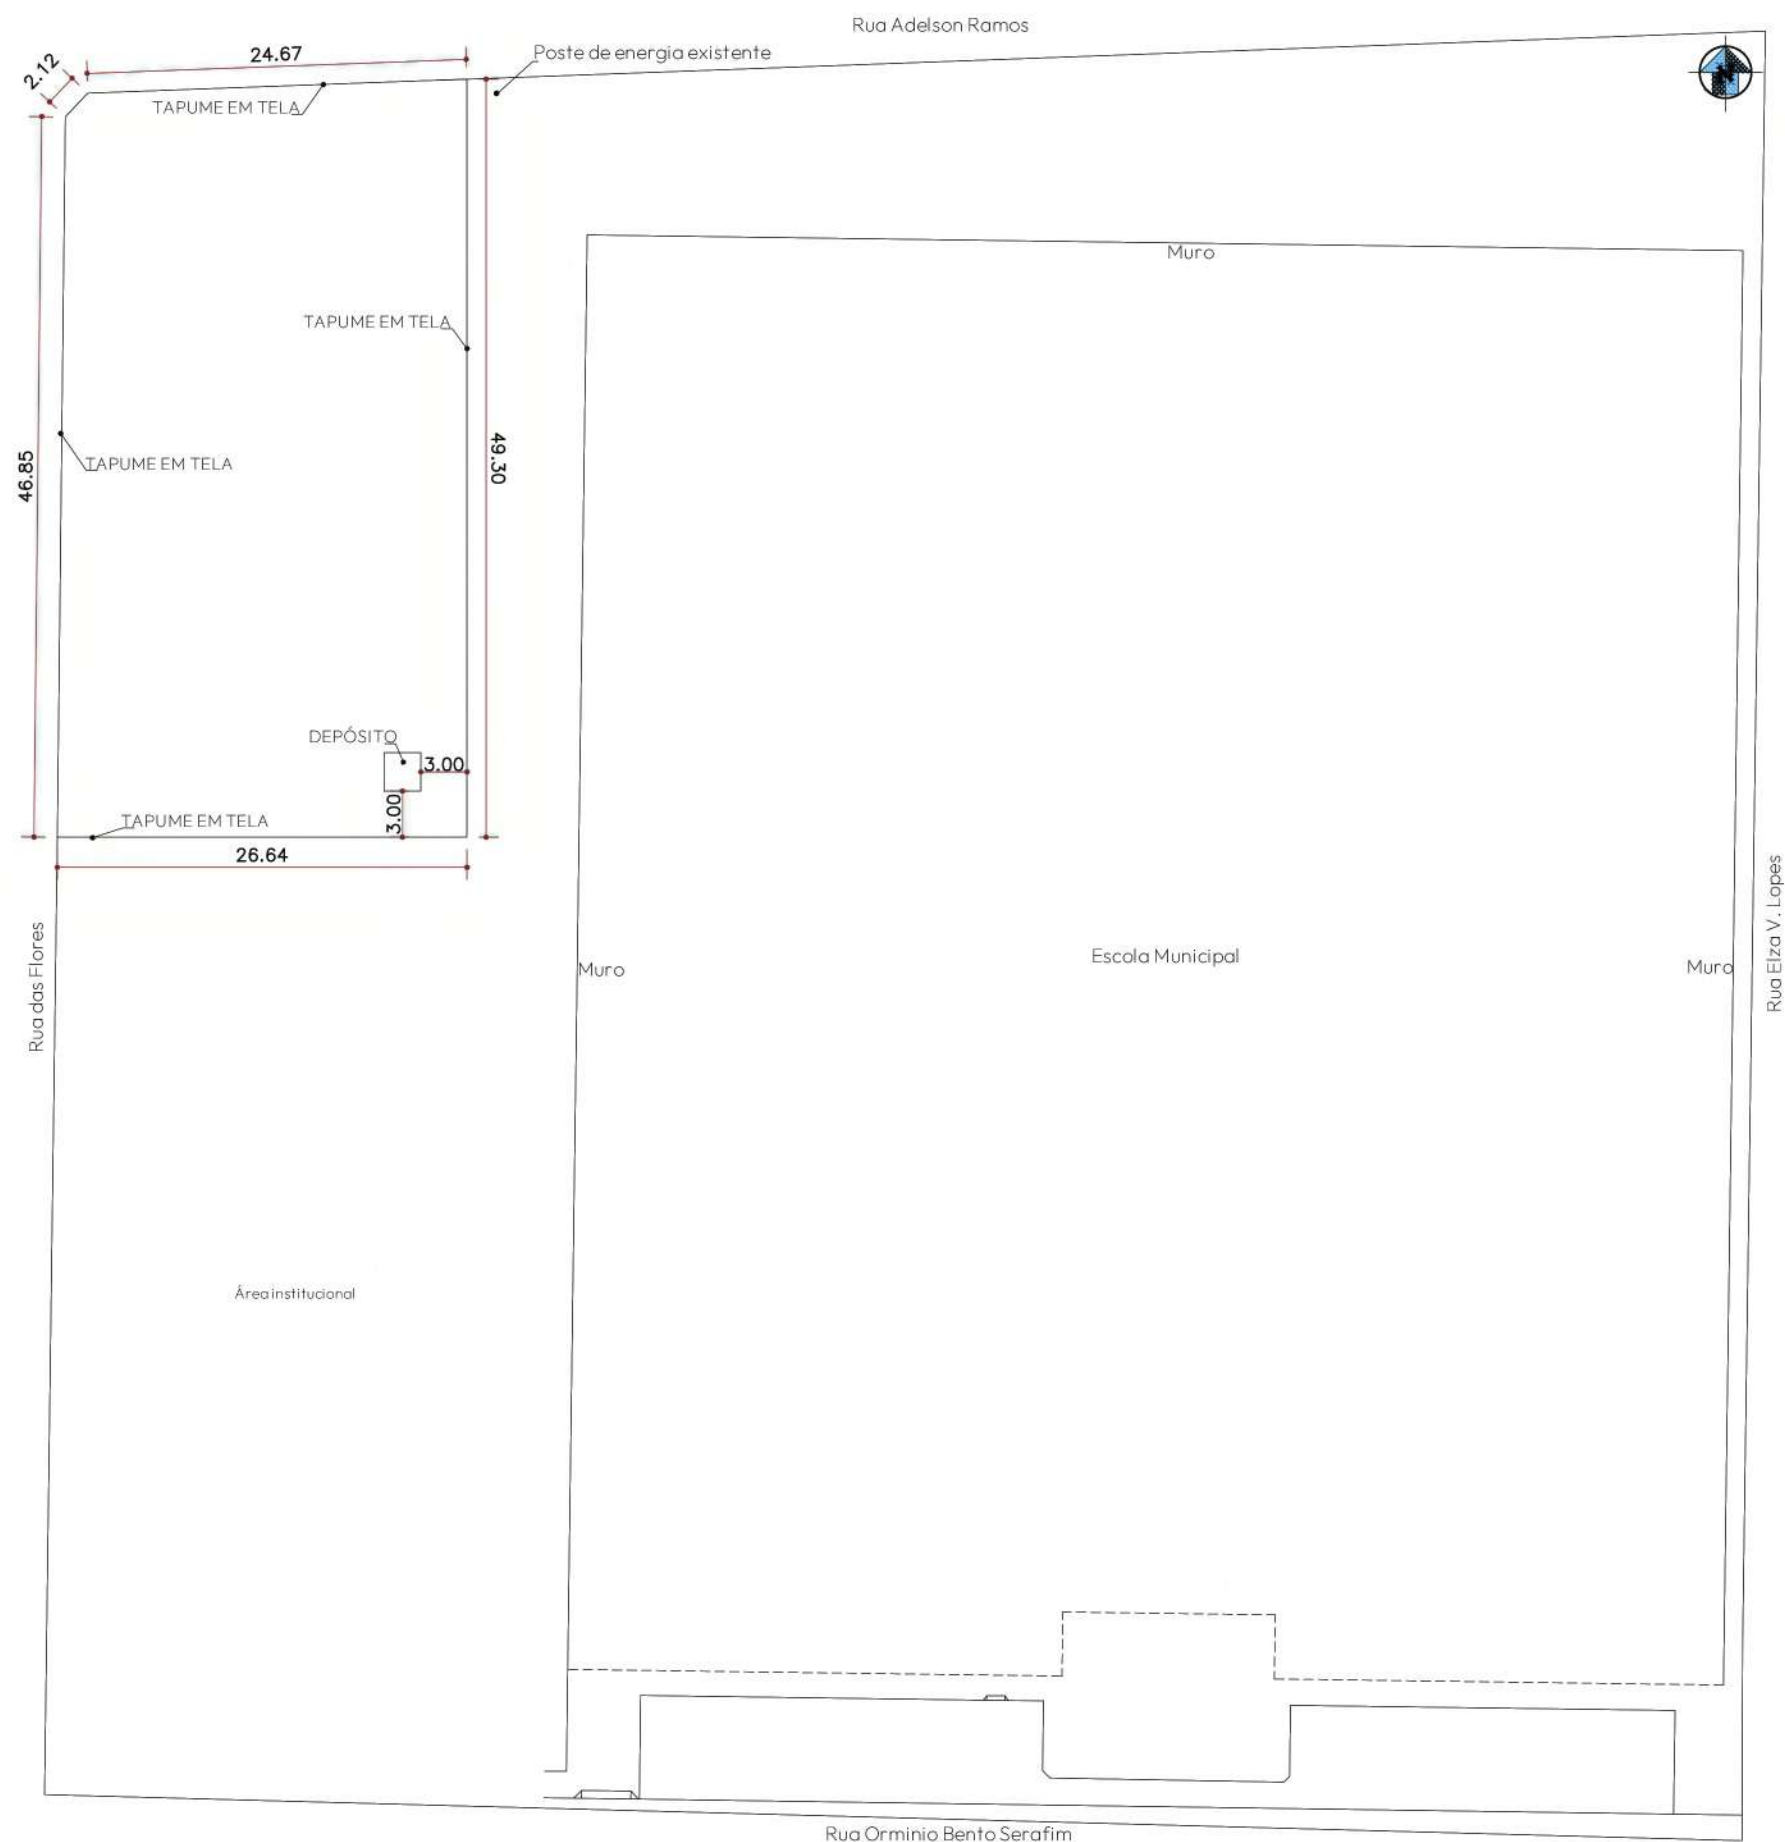 Rua Adelson Ramos
24.67
Poste de energia existente
2.12
TAPUME EM TELA
N
Muro
TAPUME EM TELA
49.30
46.85
TAPUME EM TELA
DEPÓSITO
3.00
3.00
TAPUME EM TELA
26.64
Rua das Flores
Muro
Escola Municipal
Muro
Rua Elza V. Lopes
Área institucional
Rua Orminio Bento Serafim